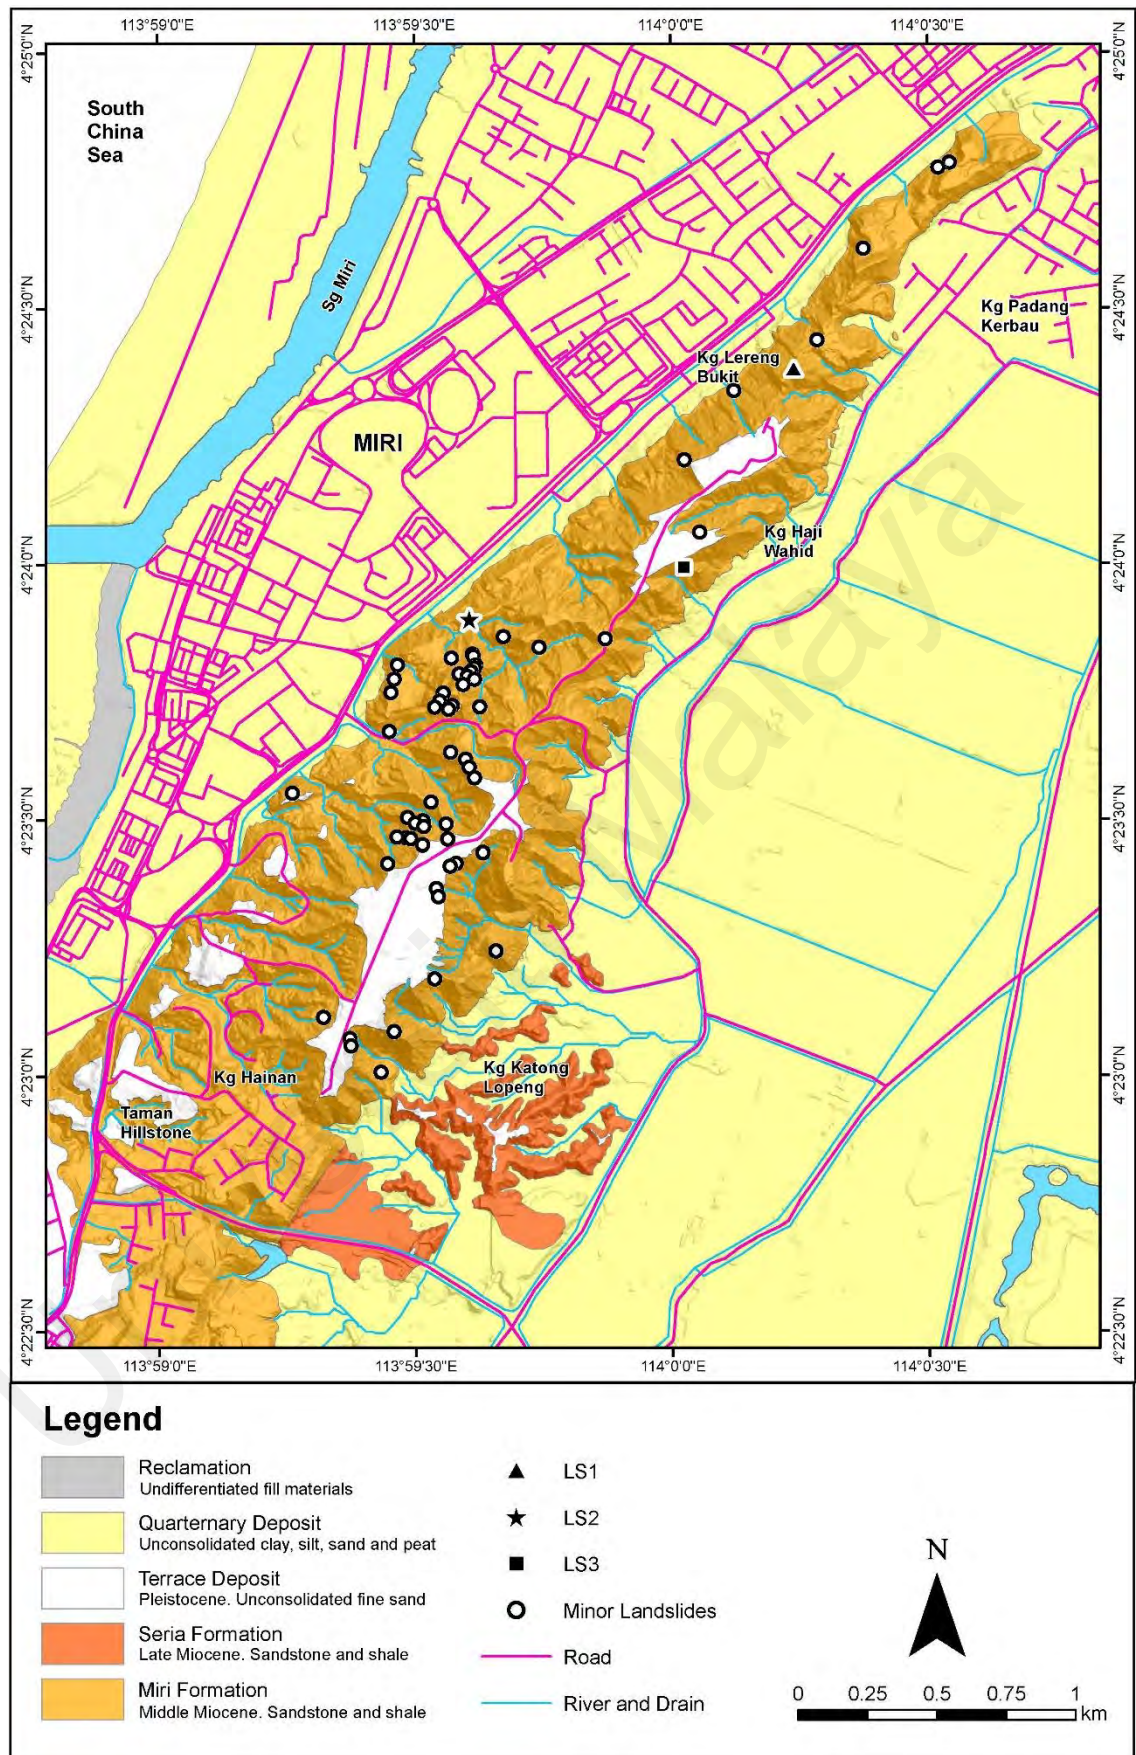 113°59'0"E 113°59'30"E 114°0'0"E 114°0'30"E
4°25'0"N
4°25'0"N
South
China
Sea
Sg Miri
4°24'30"N
4°24'30"N
Kg Padang
Kerbau
Kg Lereng
Bukit
MIRI
Kg Haji
Wahid
4°24'0"N
4°24'0"N
Malaya
4°23'30"N
4°23'30"N
Kg Katong
Lopeng
Kg Hainan
4°23'0"N
4°23'0"N
Taman
Hillstone
4°22'30"N
4°22'30"N
113°59'0"E 113°59'30"E 114°0'0"E 114°0'30"E
Legend
Reclamation
Undifferentiated fill materials
Quarternary Deposit
Unconsolidated clay, silt, sand and peat
Terrace Deposit
Pleistocene. Unconsolidated fine sand
Seria Formation
Late Miocene. Sandstone and shale
Miri Formation
Middle Miocene. Sandstone and shale
LS1
LS2
LS3
Minor Landslides
Road
River and Drain
N
0 0.25 0.5 0.75 1
km